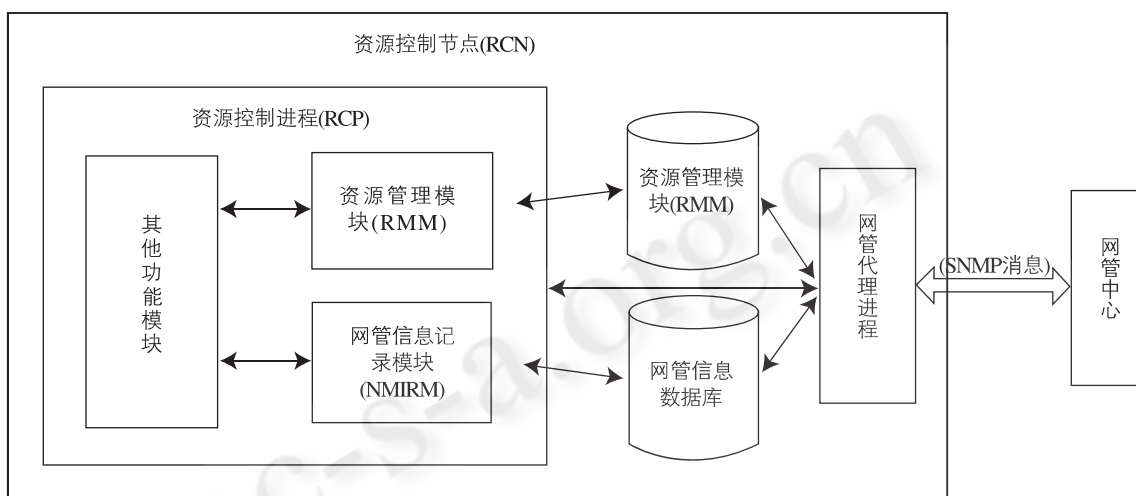 资源控制节点(RCN)
资源控制进程(RCP)
其他功能模块
资源管理模
块(RMM)
网管信息记
录模块
(NMIRM)
资源管理模
块(RMM)
网管信息
数据库
网管代理进程
(SNMP消息)
网管中心
c-s-a.org.cn